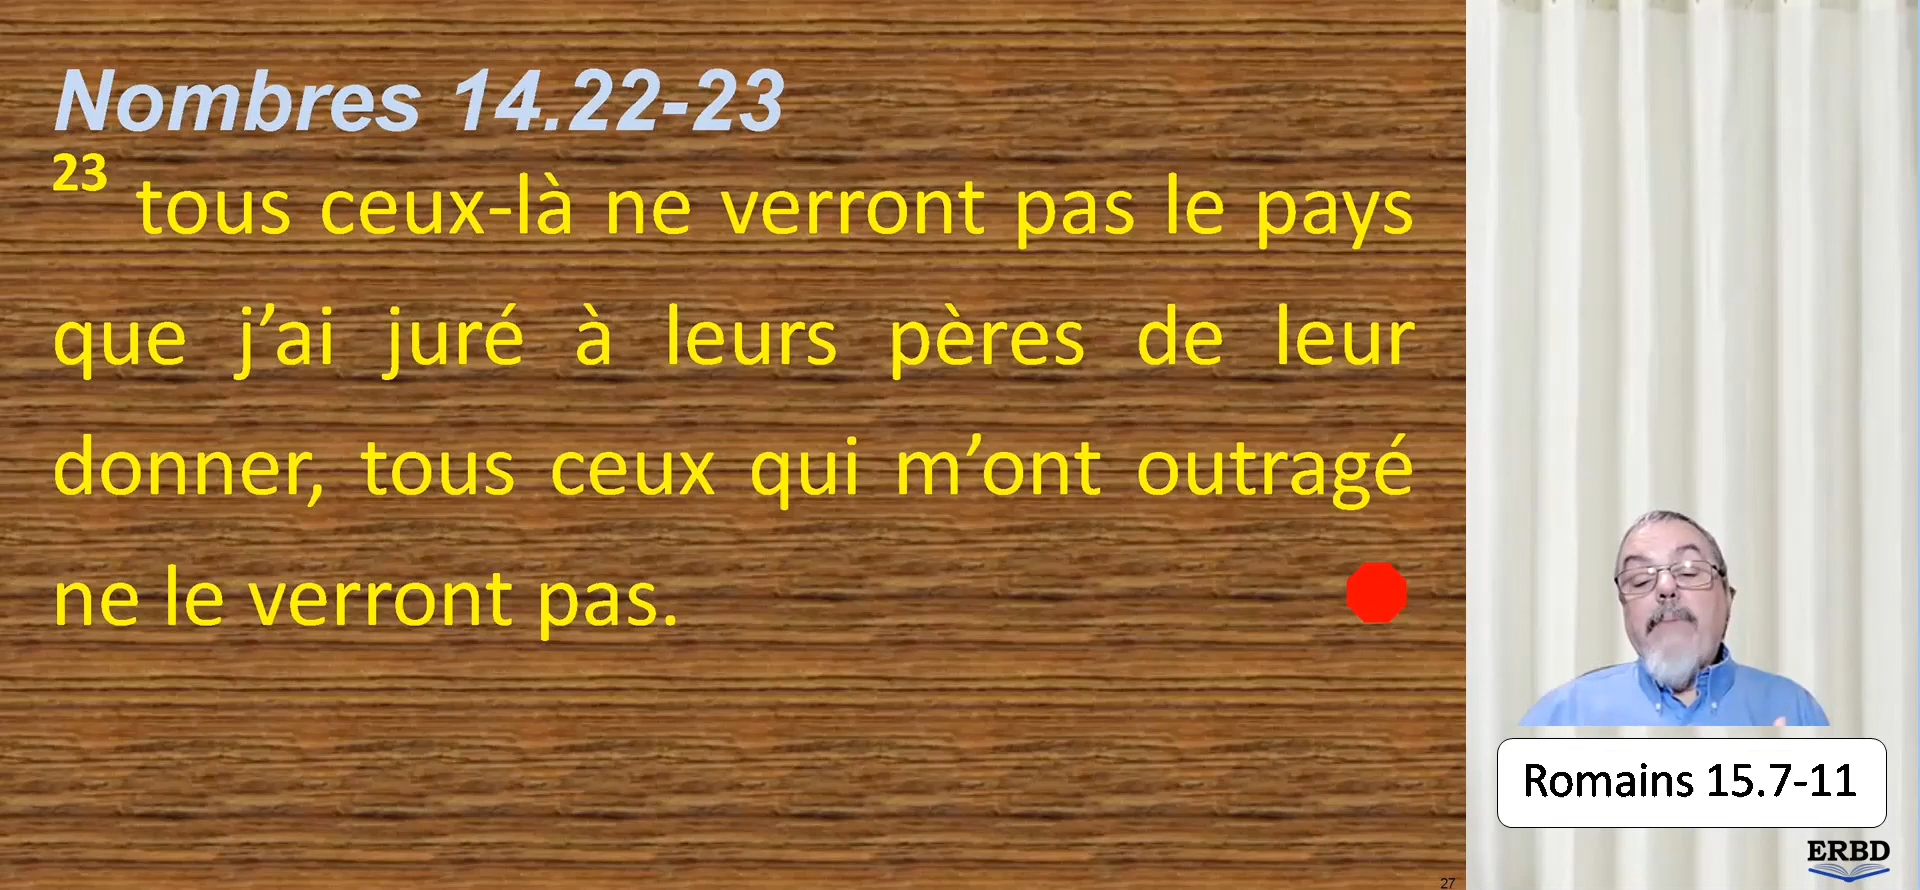 Nombres 14.22-23
23 tous ceux-là ne verront pas le pays
que j’ai juré à leurs pères de leur
donner, tous ceux qui m’ont outragé
ne le verront pas.
Romains 15.7-11
ERBD
27